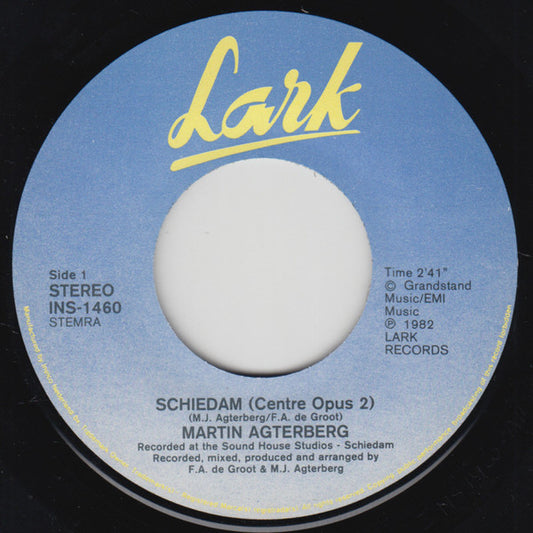 Lark
Side 1
STEREO
INS-1460
STEMRA
Time 2'41"
© Grandstand
Music/EMI
Music
℗ 1982
LARK
RECORDS
SCHIEDAM (Centre Opus 2)
(M.J. Agterberg/F.A. de Groot)
MARTIN AGTERBERG
Recorded at the Sound House Studios - Schiedam
Recorded, mixed, produced and arranged by
F.A. de Groot & M.J. Agterberg